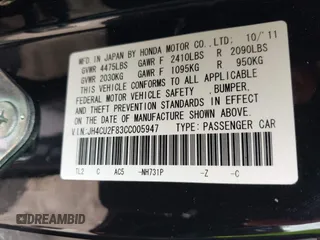 MFD IN JAPAN BY HONDA MOTOR CO.,LTD. 10/'11
GVWR 4475LBS GAWR F 2410LBS R 2090LBS
GVWR 2030KG GAWR F 1095KG R 950KG
THIS VEHICLE CONFORMS TO ALL APPLICABLE
FEDERAL MOTOR VEHICLE SAFETY ,BUMPER,
AND THEFT PREVENTION STANDARDS IN EFFECT
ON THE DATE OF MANUFACTURE SHOWN ABOVE.
V.I.N:JH4CU2F83CC005947 TYPE: PASSENGER CAR
TL2 C AC5 -NH731P -Z -C
DREAMBID